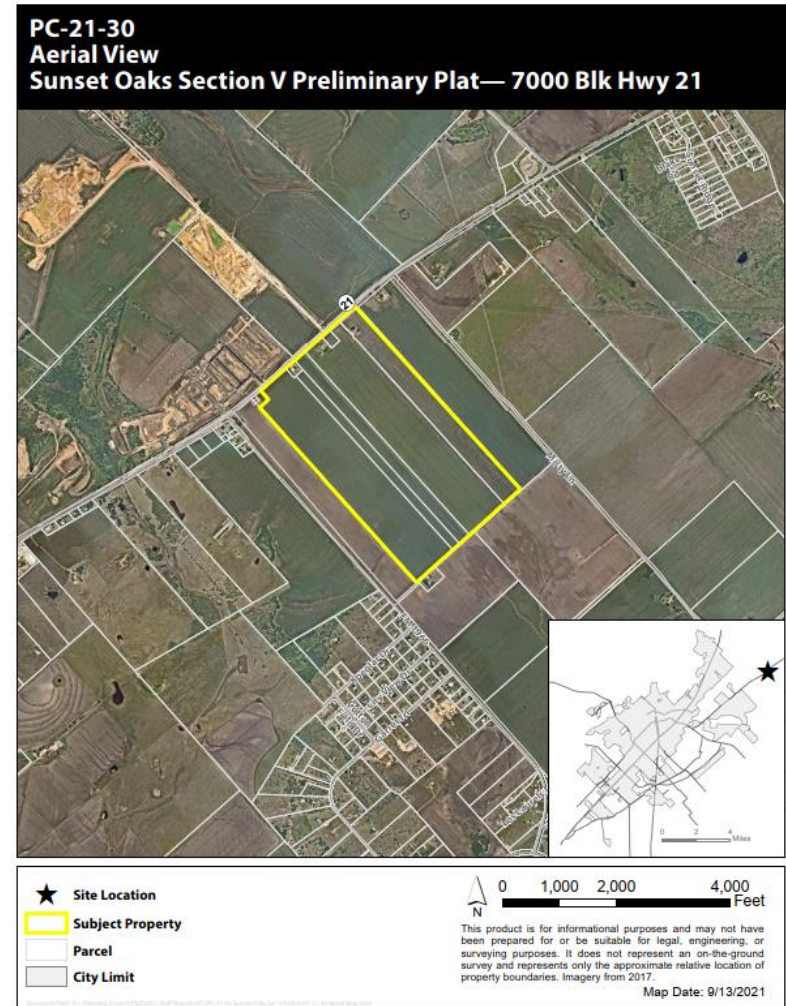 PC-21-30
Aerial View
Sunset Oaks Section V Preliminary Plat— 7000 Blk Hwy 21
21
0 2 4
Miles
Site Location
Subject Property
Parcel
City Limit
N
0 1,000 2,000 4,000
Feet
This product is for informational purposes and may not have
been prepared for or be suitable for legal, engineering, or
surveying purposes. It does not represent an on-the-ground
survey and represents only the approximate relative location of
property boundaries. Imagery from 2017.
Map Date: 9/13/2021